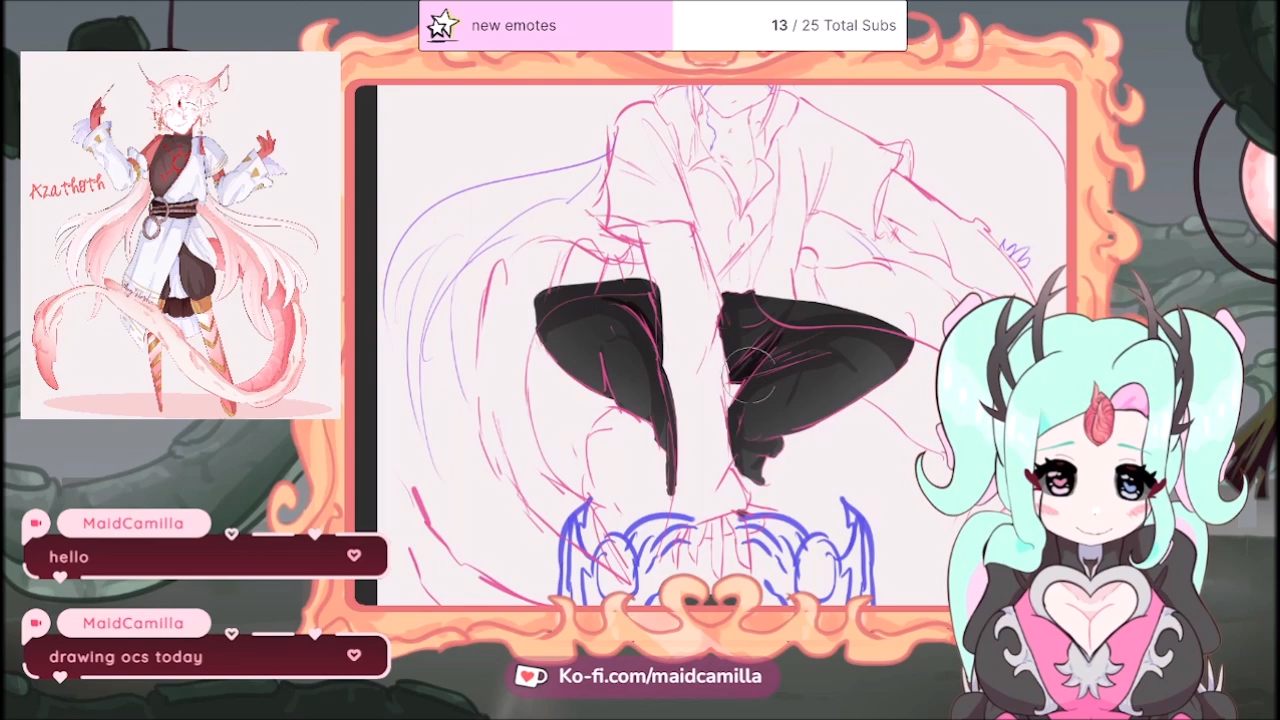 new emotes
13 / 25 Total Subs
Azathoth
MaidCamilla
hello
MaidCamilla
drawing ocs today
Ko-fi.com/maidcamilla